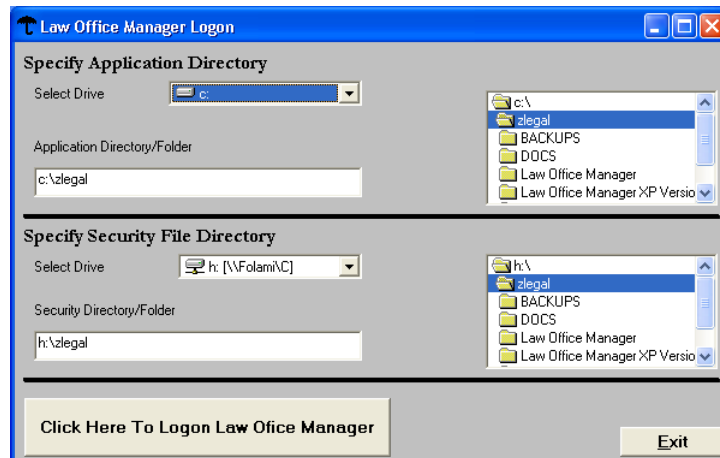 Law Office Manager Logon
Specify Application Directory
Select Drive
c:
Application Directory/Folder
c:\zlegal
c:\
zlegal
BACKUPS
DOCS
Law Office Manager
Law Office Manager XP Versio
Specify Security File Directory
Select Drive
h: [\\Folami\C]
Security Directory/Folder
h:\zlegal
h:\
zlegal
BACKUPS
DOCS
Law Office Manager
Law Office Manager XP Versio
Click Here To Logon Law Ofice Manager
Exit